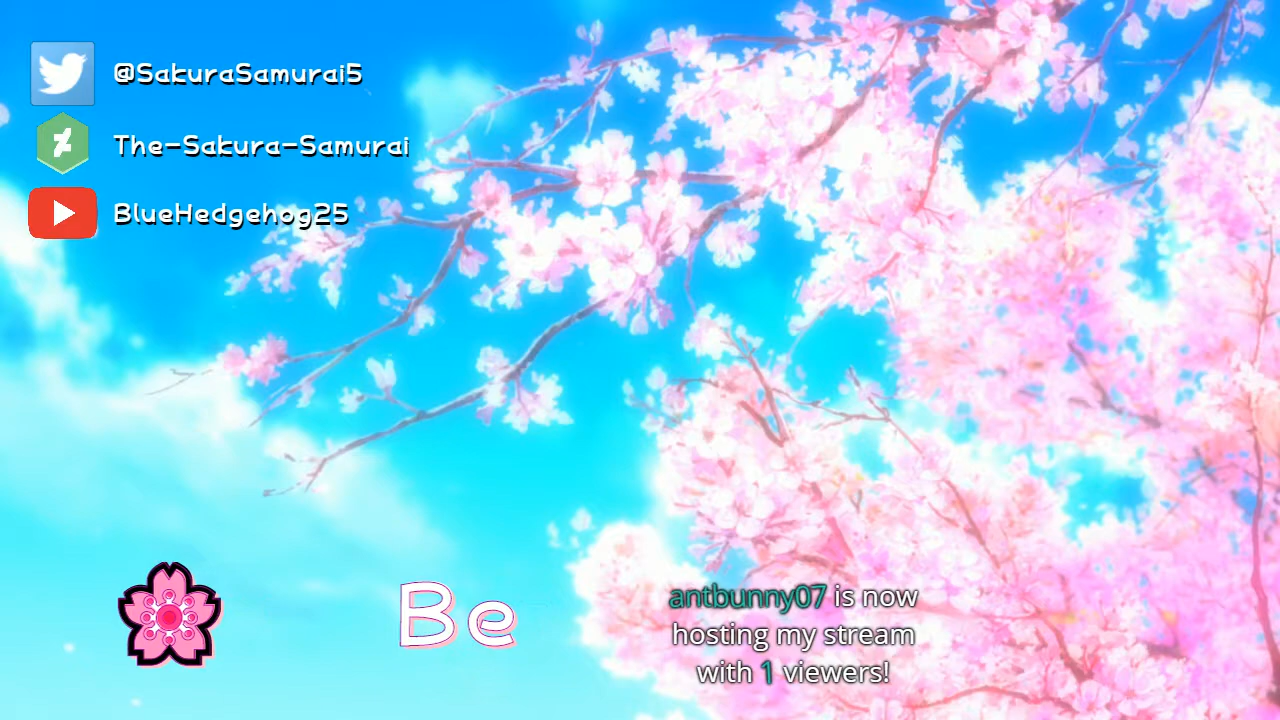 @SakuraSamurai5
The-Sakura-Samurai
BlueHedgehog25
Be
antbunny07 is now
hosting my stream
with 1 viewers!